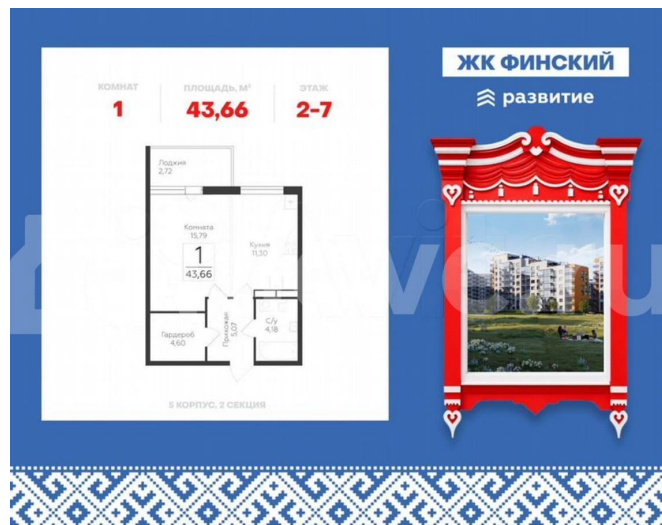 ЖК ФИНСКИЙ
развитие
КОМНАТ
1
ПЛОЩАДЬ, М²
43,66
ЭТАЖ
2-7
Лоджия
2,72
Комната
15,79
1
43,66
Кухня
11,30
Гардероб
4,60
Прихожая
5,07
С/у
4,18
5 КОРПУС, 2 СЕКЦИЯ